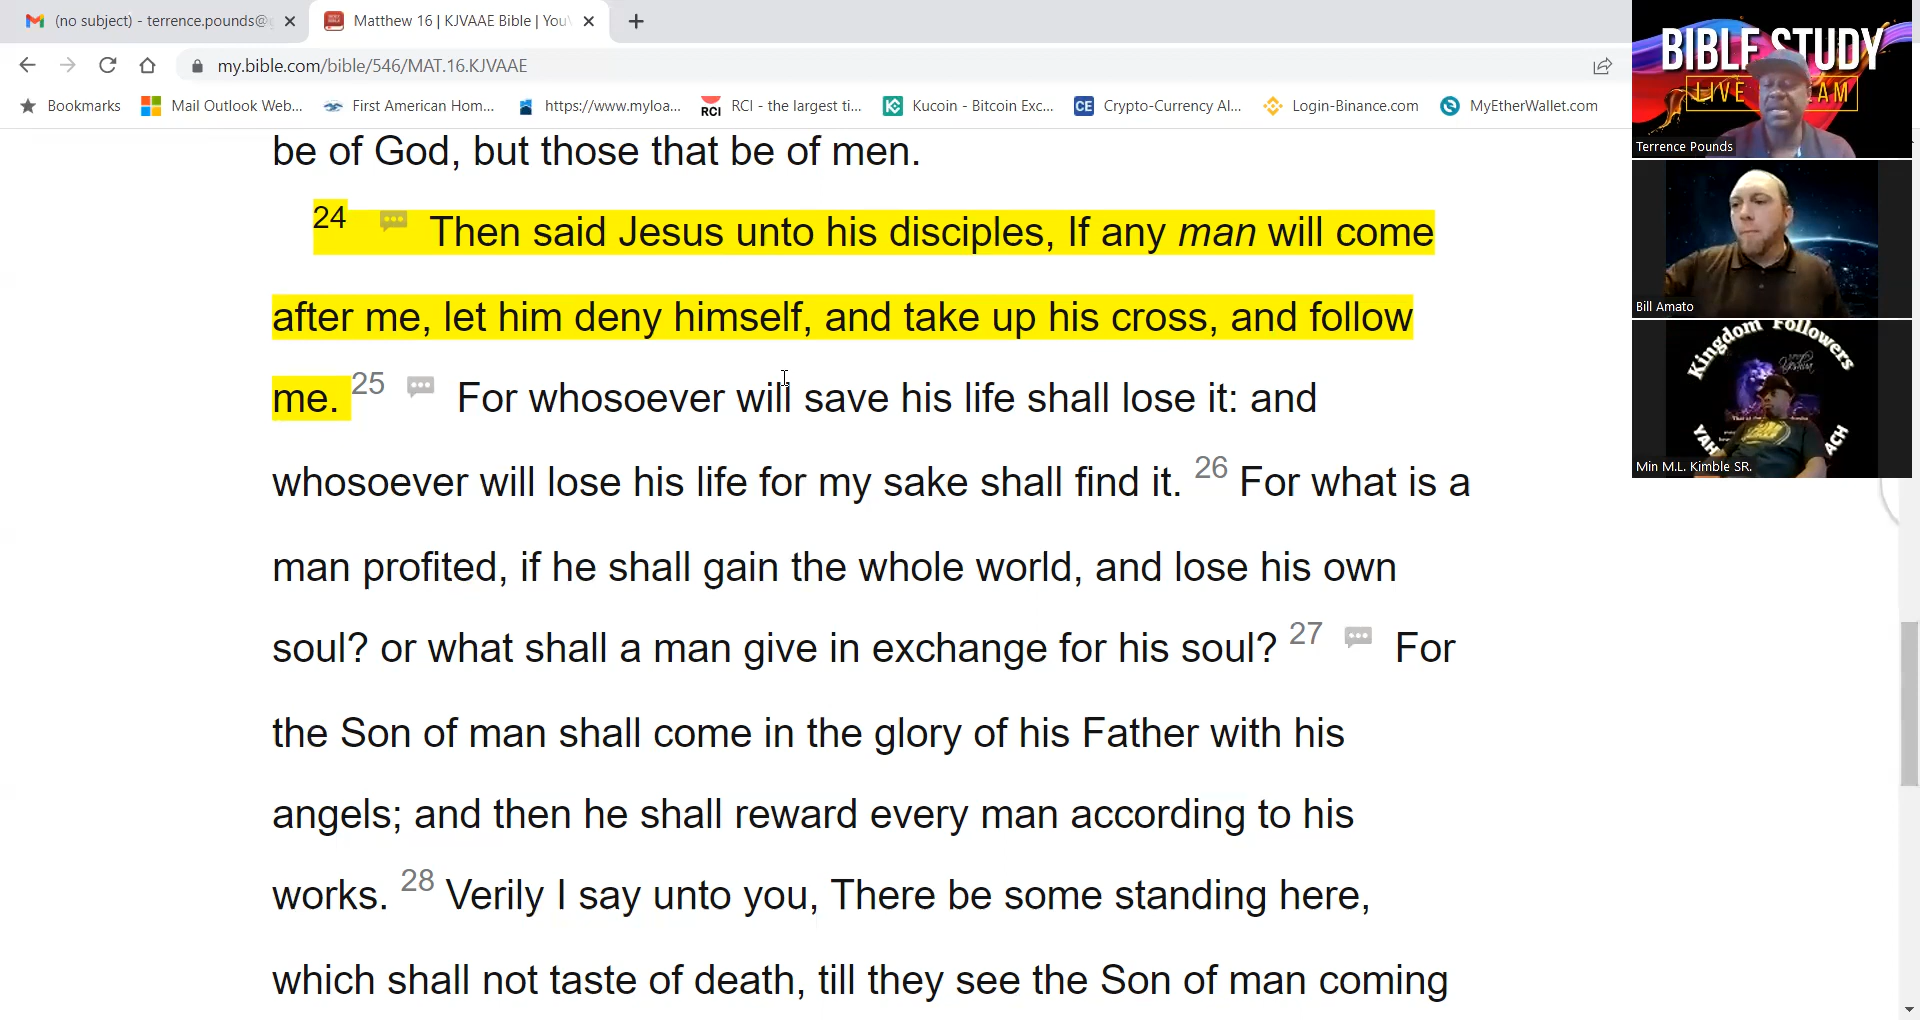 (no subject) - terrence.pounds@
Matthew 16 | KJVAAE Bible | You
my.bible.com/bible/546/MAT.16.KJVAAE
Bookmarks
Mail Outlook Web...
First American Hom...
https://www.myloa...
RCI
RCI - the largest ti...
Kucoin - Bitcoin Exc...
CE
Crypto-Currency Al...
Login-Binance.com
MyEtherWallet.com
be of God, but those that be of men.
24 Then said Jesus unto his disciples, If any man will come
after me, let him deny himself, and take up his cross, and follow
me. 25 For whosoever will save his life shall lose it: and
whosoever will lose his life for my sake shall find it. 26 For what is a
man profited, if he shall gain the whole world, and lose his own
soul? or what shall a man give in exchange for his soul? 27 For
the Son of man shall come in the glory of his Father with his
angels; and then he shall reward every man according to his
works. 28 Verily I say unto you, There be some standing here,
which shall not taste of death, till they see the Son of man coming
BIBLE STUDY
LIVE AM
Terrence Pounds
Bill Amato
Kingdom Followers
Yeshua
YAH ACH
Min M.L. Kimble SR.